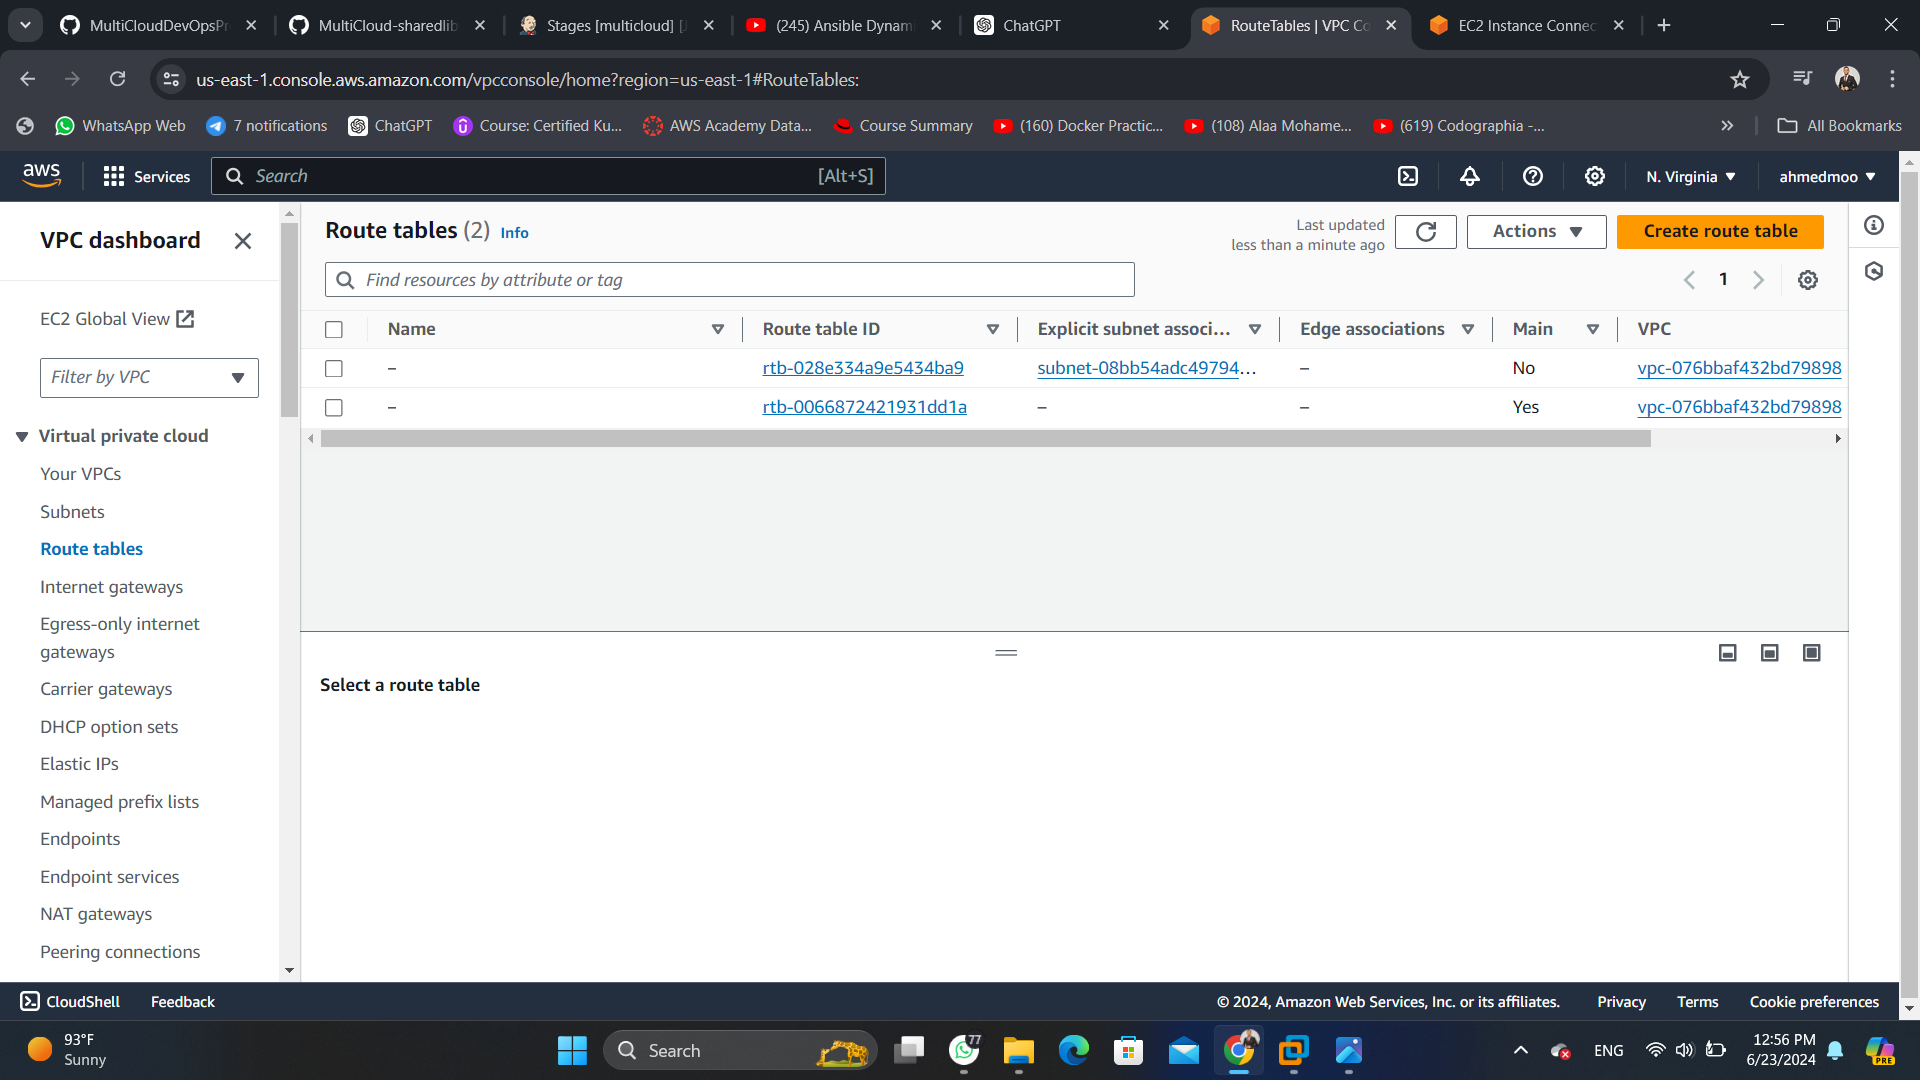 MultiCloudDevOpsPr
MultiCloud-sharedlib
Stages [multicloud] [J
(245) Ansible Dynam
ChatGPT
RouteTables | VPC Co
EC2 Instance Connec
us-east-1.console.aws.amazon.com/vpcconsole/home?region=us-east-1#RouteTables:
WhatsApp Web
7 notifications
ChatGPT
Course: Certified Ku...
AWS Academy Data...
Course Summary
(160) Docker Practic...
(108) Alaa Mohame...
(619) Codographia -...
All Bookmarks
aws
Services
Search
[Alt+S]
N. Virginia
ahmedmoo
VPC dashboard
EC2 Global View
Filter by VPC
Virtual private cloud
Your VPCs
Subnets
Route tables
Internet gateways
Egress-only internet
gateways
Carrier gateways
DHCP option sets
Elastic IPs
Managed prefix lists
Endpoints
Endpoint services
NAT gateways
Peering connections
Route tables (2) Info
Last updated
less than a minute ago
Actions
Create route table
Find resources by attribute or tag
1
Name Route table ID Explicit subnet associ... Edge associations Main VPC
– rtb-028e334a9e5434ba9 subnet-08bb54adc49794... – No vpc-076bbaf432bd79898
– rtb-0066872421931dd1a – – Yes vpc-076bbaf432bd79898
Select a route table
CloudShell
Feedback
© 2024, Amazon Web Services, Inc. or its affiliates.
Privacy
Terms
Cookie preferences
93°F
Sunny
Search
77
ENG
12:56 PM
6/23/2024
PRE